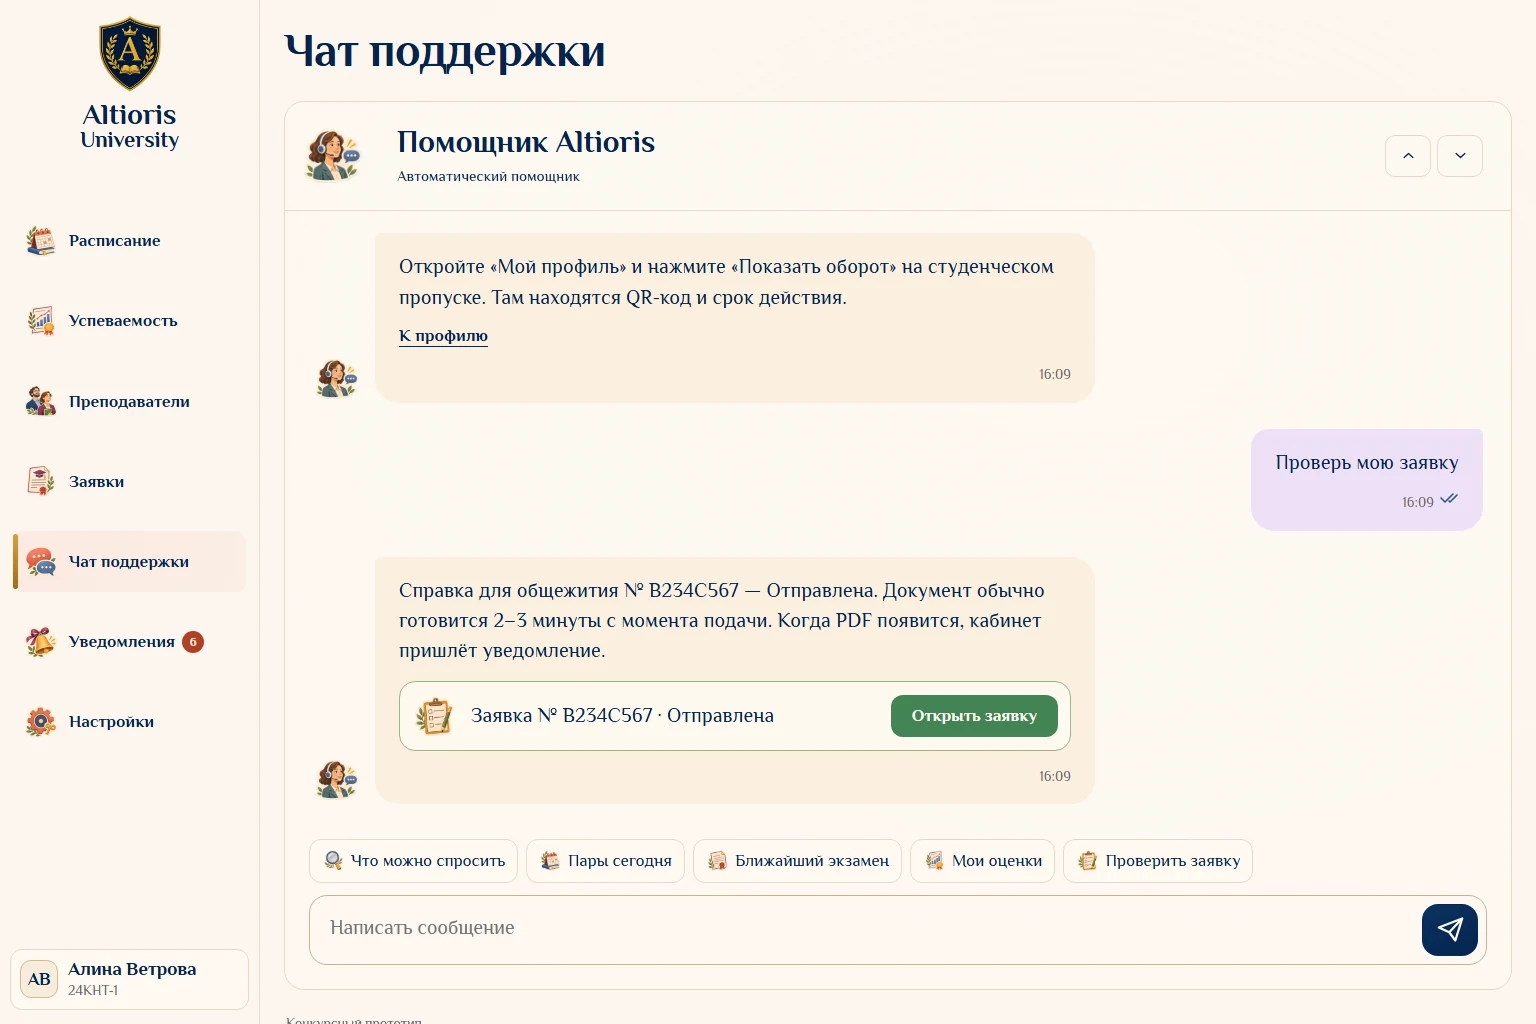 A
Altioris
University
Расписание
Успеваемость
Преподаватели
Заявки
Чат поддержки
Уведомления 6
Настройки
АВ
Алина Ветрова
24КНТ-1
Чат поддержки
Помощник Altioris
Автоматический помощник
Откройте «Мой профиль» и нажмите «Показать оборот» на студенческом
пропуске. Там находятся QR-код и срок действия.
К профилю
16:09
Проверь мою заявку
16:09
Справка для общежития № B234C567 — Отправлена. Документ обычно
готовится 2–3 минуты с момента подачи. Когда PDF появится, кабинет
пришлёт уведомление.
Заявка № B234C567 · Отправлена
Открыть заявку
16:09
Что можно спросить
Пары сегодня
Ближайший экзамен
Мои оценки
Проверить заявку
Написать сообщение
Конкурсный прототип